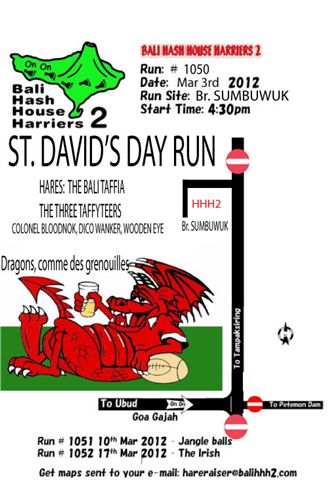 On On
Bali
Hash
House
Harriers 2
BALI HASH HOUSE HARRIERS 2
Run: # 1050
Date: Mar 3rd 2012
Run Site: Br. SUMBUWUK
Start Time: 4:30pm
ST. DAVID'S DAY RUN
HARES: THE BALI TAFFIA
THE THREE TAFFYTEERS
COLONEL BLOODNOK, DICO WANKER, WOODEN EYE
HHH2
Br. SUMBUWUK
Dragons, comme des grenouilles
To Tampaksiring
To Ubud
On On
To Petemon Dam
Goa Gajah
Run # 1051 10th Mar 2012 - Jangle balls
Run # 1052 17th Mar 2012 - The Irish
Get maps sent to your e-mail: hareraiser@balihhh2.com